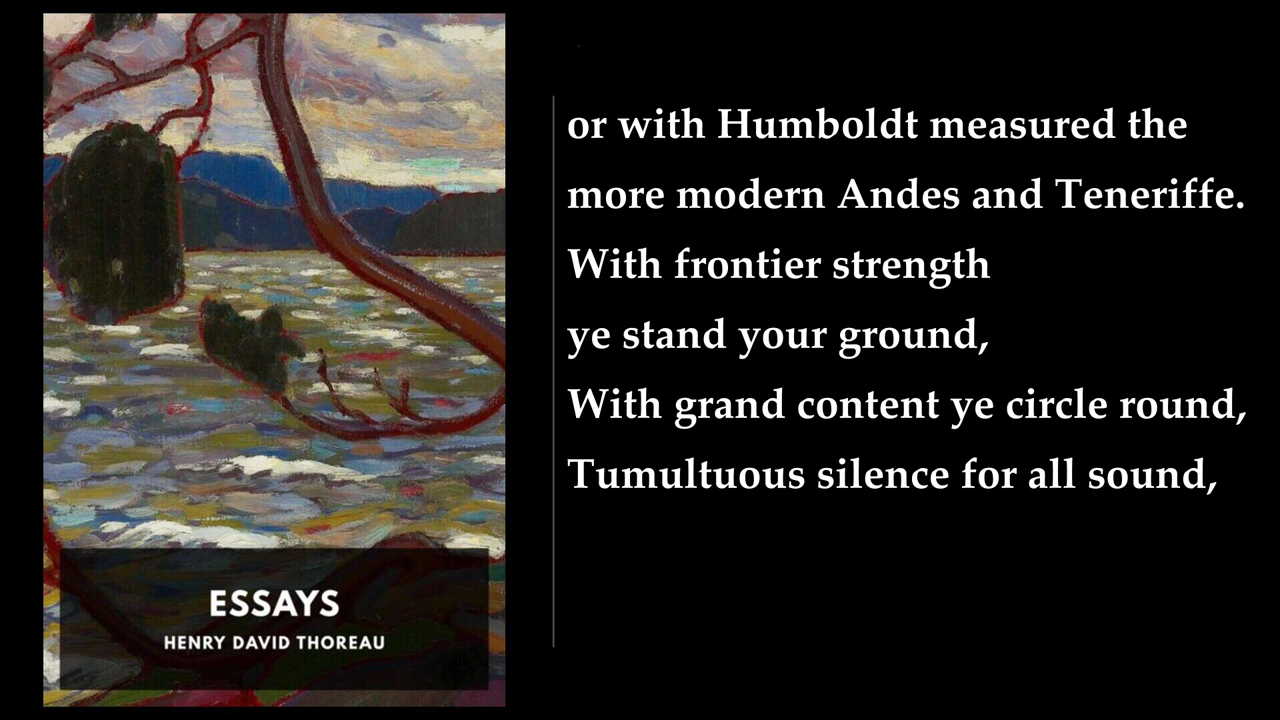 ESSAYS
HENRY DAVID THOREAU
or with Humboldt measured the
more modern Andes and Teneriffe.
With frontier strength
ye stand your ground,
With grand content ye circle round,
Tumultuous silence for all sound,